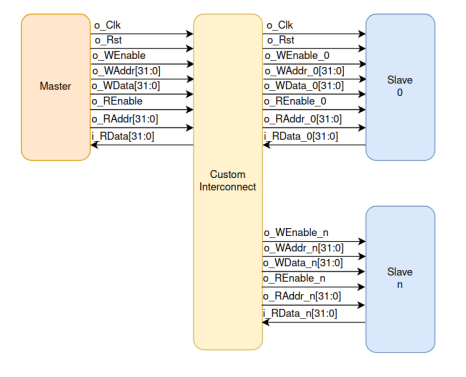 o_Clk
o_Rst
o_WEnable
o_WAddr[31:0]
o_WData[31:0]
o_REnable
o_RAddr[31:0]
i_RData[31:0]
Master
Custom
Interconnect
o_Clk
o_Rst
o_WEnable_0
o_WAddr_0[31:0]
o_WData_0[31:0]
o_REnable_0
o_RAddr_0[31:0]
i_RData_0[31:0]
Slave
0
o_WEnable_n
o_WAddr_n[31:0]
o_WData_n[31:0]
o_REnable_n
o_RAddr_n[31:0]
i_RData_n[31:0]
Slave
n